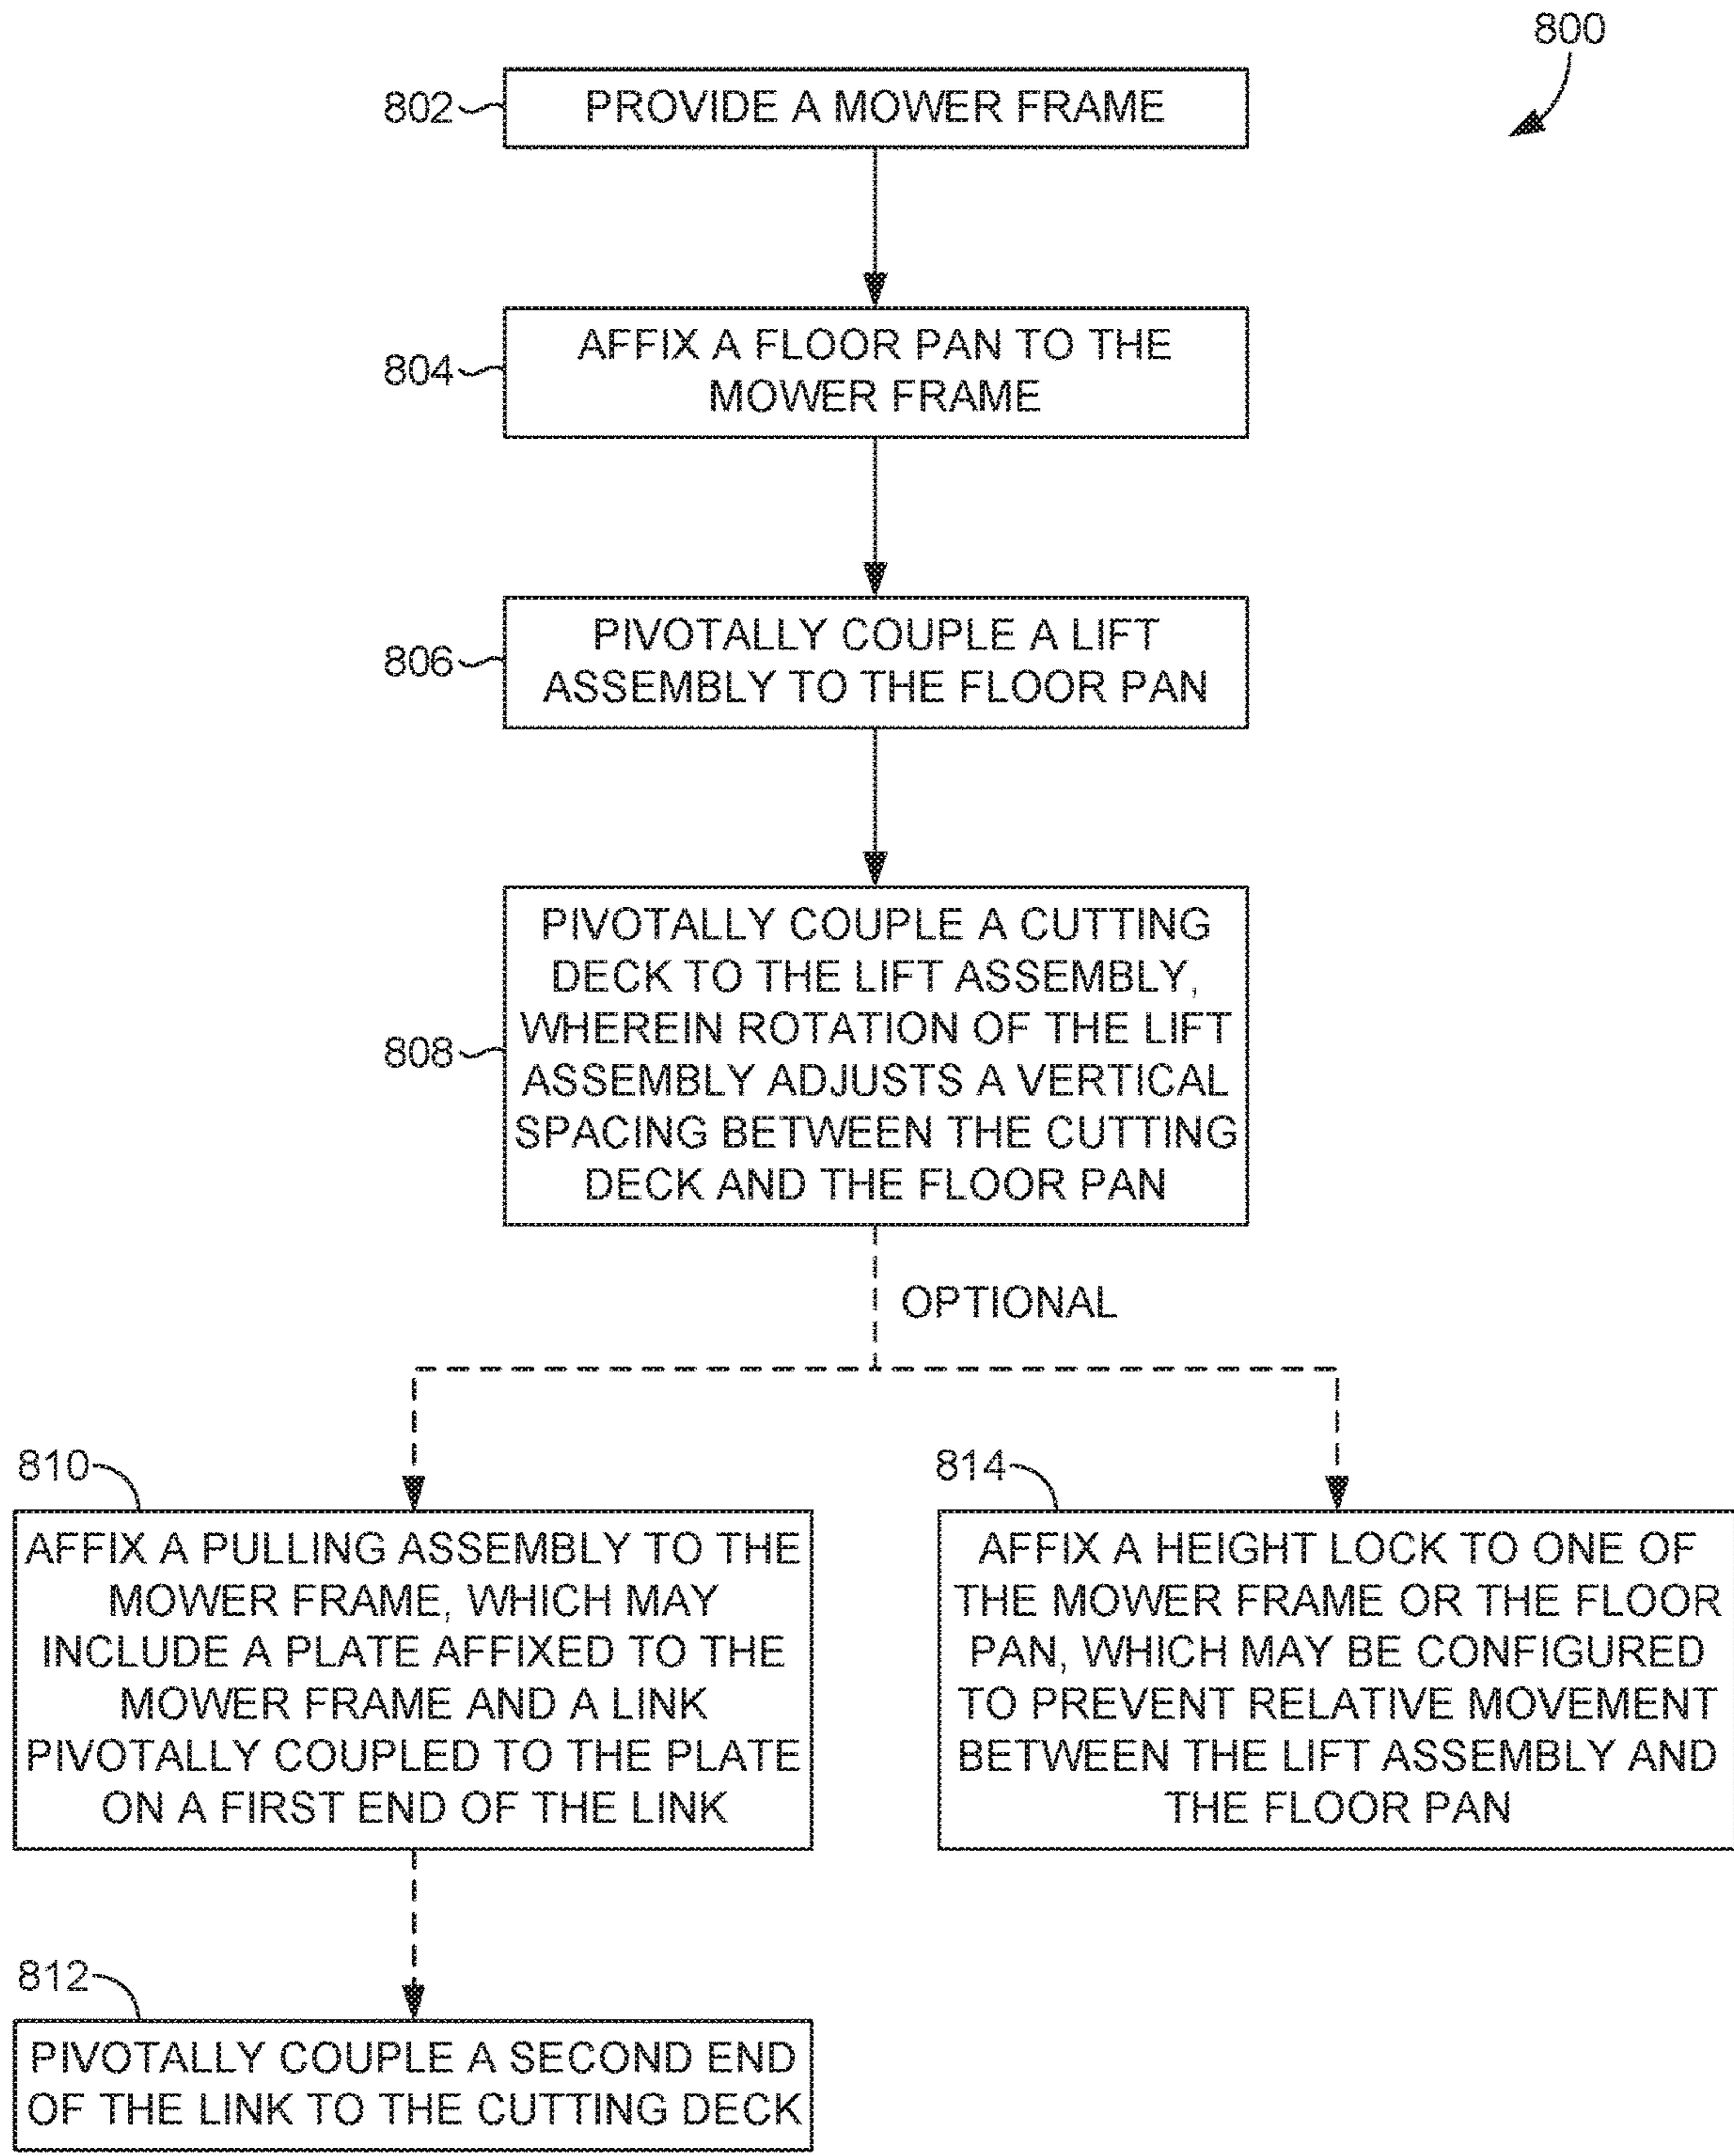 800
802
PROVIDE A MOWER FRAME
804
AFFIX A FLOOR PAN TO THE
MOWER FRAME
806
PIVOTALLY COUPLE A LIFT
ASSEMBLY TO THE FLOOR PAN
808
PIVOTALLY COUPLE A CUTTING
DECK TO THE LIFT ASSEMBLY,
WHEREIN ROTATION OF THE LIFT
ASSEMBLY ADJUSTS A VERTICAL
SPACING BETWEEN THE CUTTING
DECK AND THE FLOOR PAN
OPTIONAL
810
AFFIX A PULLING ASSEMBLY TO THE
MOWER FRAME, WHICH MAY
INCLUDE A PLATE AFFIXED TO THE
MOWER FRAME AND A LINK
PIVOTALLY COUPLED TO THE PLATE
ON A FIRST END OF THE LINK
814
AFFIX A HEIGHT LOCK TO ONE OF
THE MOWER FRAME OR THE FLOOR
PAN, WHICH MAY BE CONFIGURED
TO PREVENT RELATIVE MOVEMENT
BETWEEN THE LIFT ASSEMBLY AND
THE FLOOR PAN
812
PIVOTALLY COUPLE A SECOND END
OF THE LINK TO THE CUTTING DECK